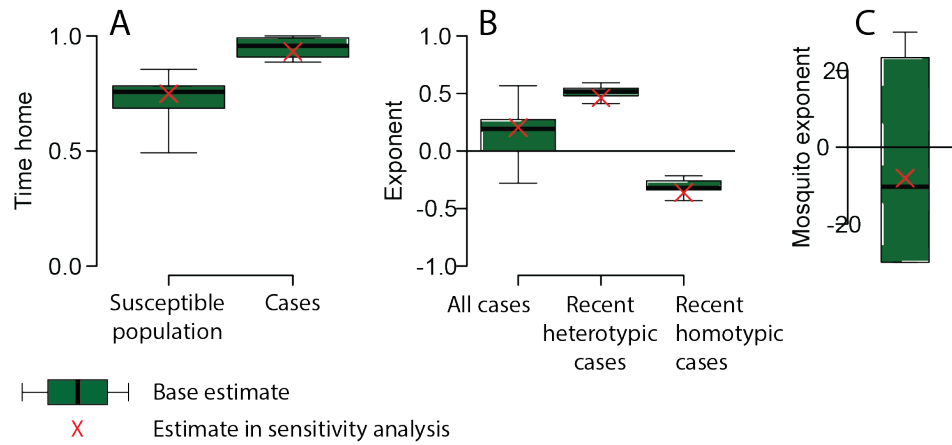 A
B
C
1.0
0.5
0.0
Time home
Susceptible
population
Cases
1.0
0.5
0.0
-0.5
-1.0
Exponent
All cases
Recent
heterotypic
cases
Recent
homotypic
cases
20
0
-20
Mosquito exponent
Base estimate
Estimate in sensitivity analysis